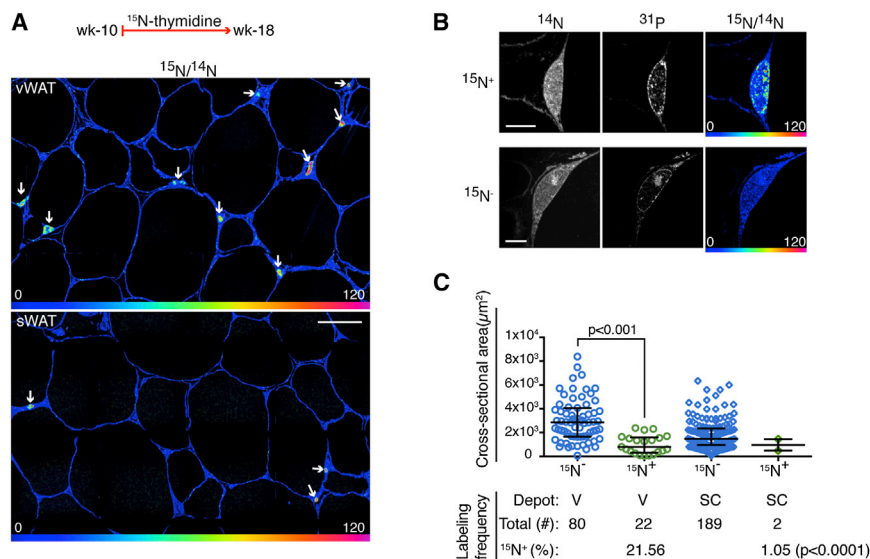 A
¹⁵N-thymidine
wk-10 wk-18
¹⁵N/¹⁴N
vWAT
0 120
sWAT
0 120
B
¹⁴N ³¹P ¹⁵N/¹⁴N
¹⁵N⁺
0 120
¹⁵N⁻
0 120
C
Cross-sectional area(µm²)
p<0.001
1x10⁴
8x10³
6x10³
4x10³
2x10³
0
¹⁵N⁻ ¹⁵N⁺ ¹⁵N⁻ ¹⁵N⁺
Labeling frequency
Depot: V V SC SC
Total (#): 80 22 189 2
¹⁵N⁺ (%): 21.56 1.05 (p<0.0001)